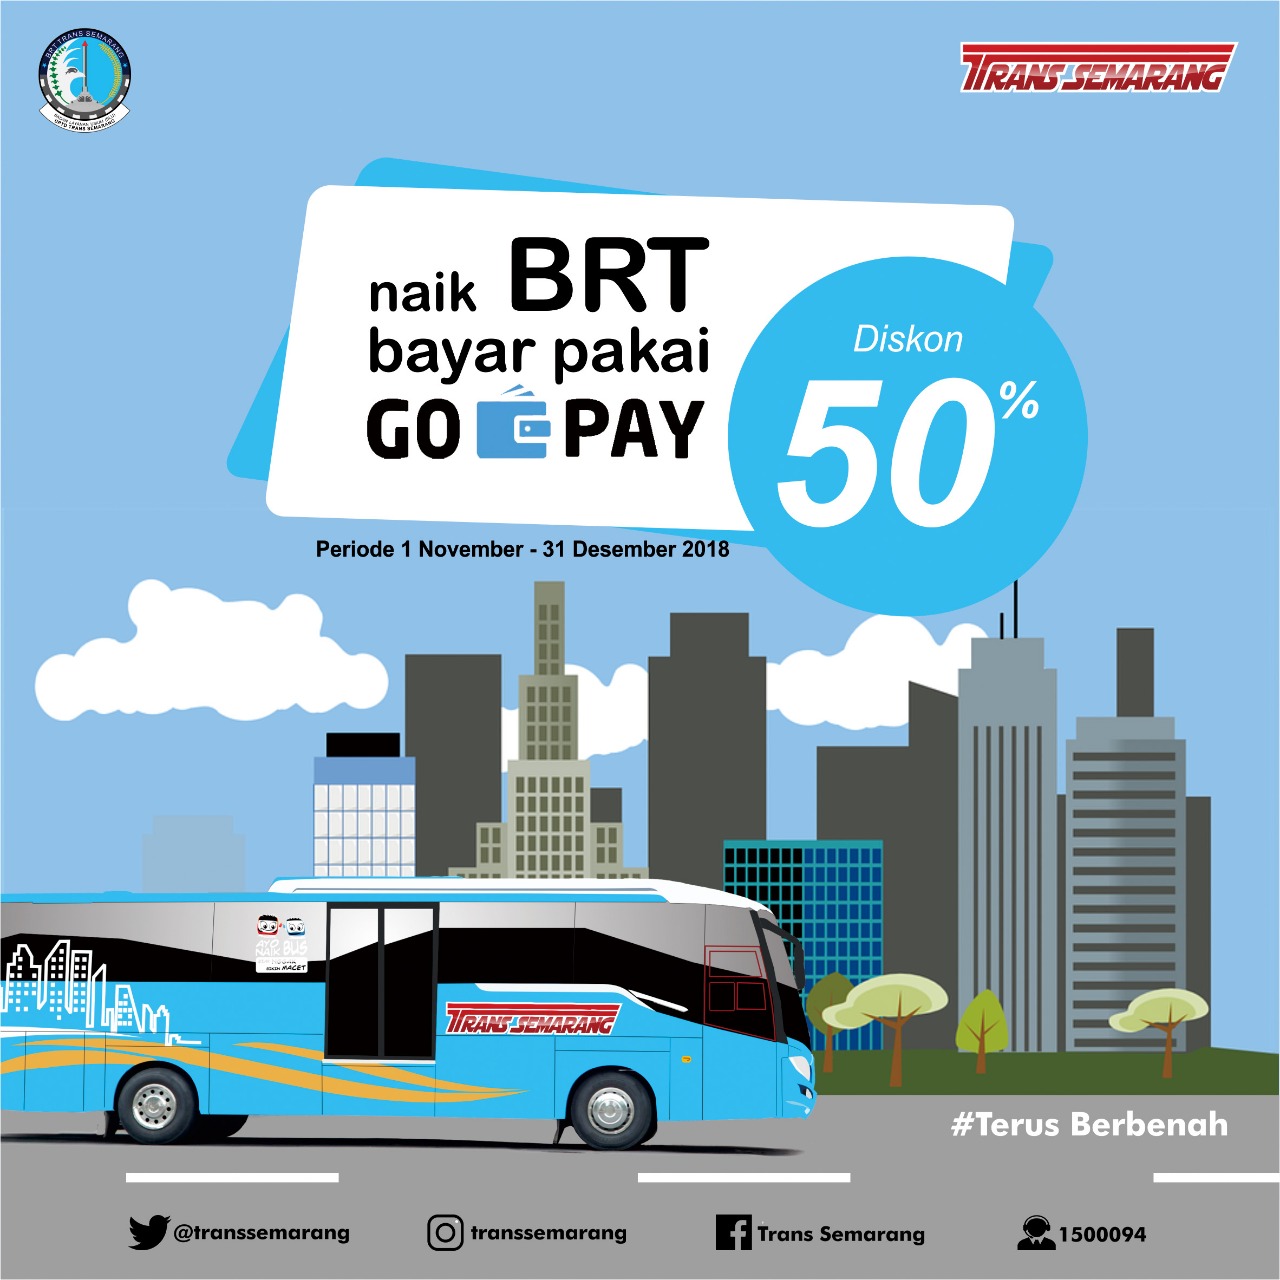 BRT TRANS SEMARANG
UPTD TRANS SEMARANG
TRANS SEMARANG
naik BRT
bayar pakai
GO PAY
Diskon
50%
Periode 1 November - 31 Desember 2018
AYO
NAIK BUS
BIKIN MACET
TRANS SEMARANG
#Terus Berbenah
@transsemarang
transsemarang
Trans Semarang
1500094